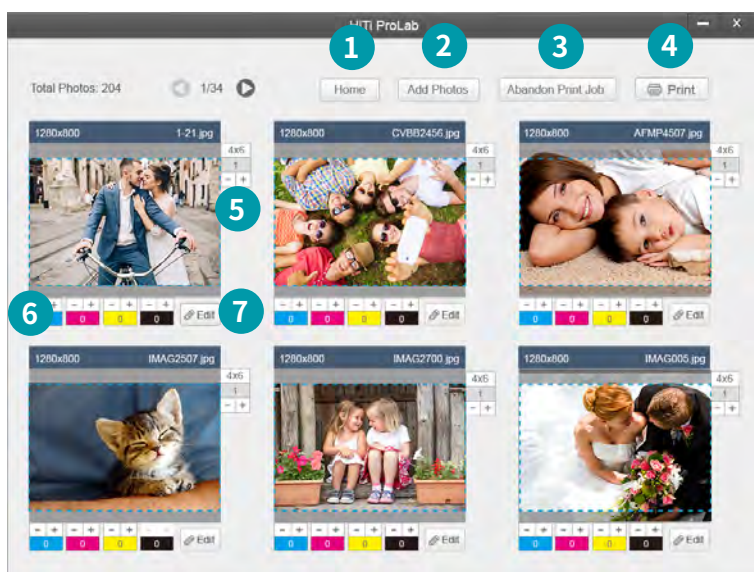 HiTi ProLab
1 2 3 4
Total Photos: 204 1/34 Home Add Photos Abandon Print Job Print
1280x800 1-21.jpg
4x6
1
- +
1280x800 CVBB2456.jpg
4x6
1
- +
1280x800 AFMP4507.jpg
4x6
1
- +
5
6 7
+ - + - + - +
0 0 0 Edit
- + - + - + - +
0 0 0 0 Edit
- + - + - + - +
0 0 0 0 Edit
1280x800 IMAG2507.jpg
4x6
1
- +
1280x800 IMAG2700.jpg
4x6
1
- +
1280x800 IMAG005.jpg
4x6
1
- +
- + - + - + - +
0 0 0 0 Edit
- + - + - + - +
0 0 0 0 Edit
- + - + - + - +
0 0 0 0 Edit